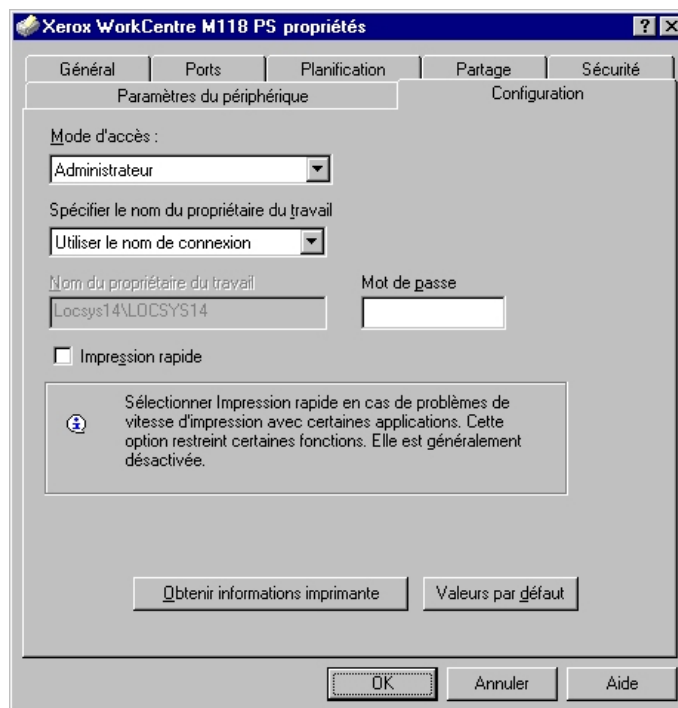 Xerox WorkCentre M118 PS propriétés
Général Ports Planification Partage Sécurité
Paramètres du périphérique Configuration
Mode d'accès :
Administrateur
Spécifier le nom du propriétaire du travail
Utiliser le nom de connexion
Nom du propriétaire du travail Mot de passe
Locsys14\LOCSYS14
Impression rapide
Sélectionner Impression rapide en cas de problèmes de
vitesse d'impression avec certaines applications. Cette
option restreint certaines fonctions. Elle est généralement
désactivée.
Obtenir informations imprimante Valeurs par défaut
OK Annuler Aide